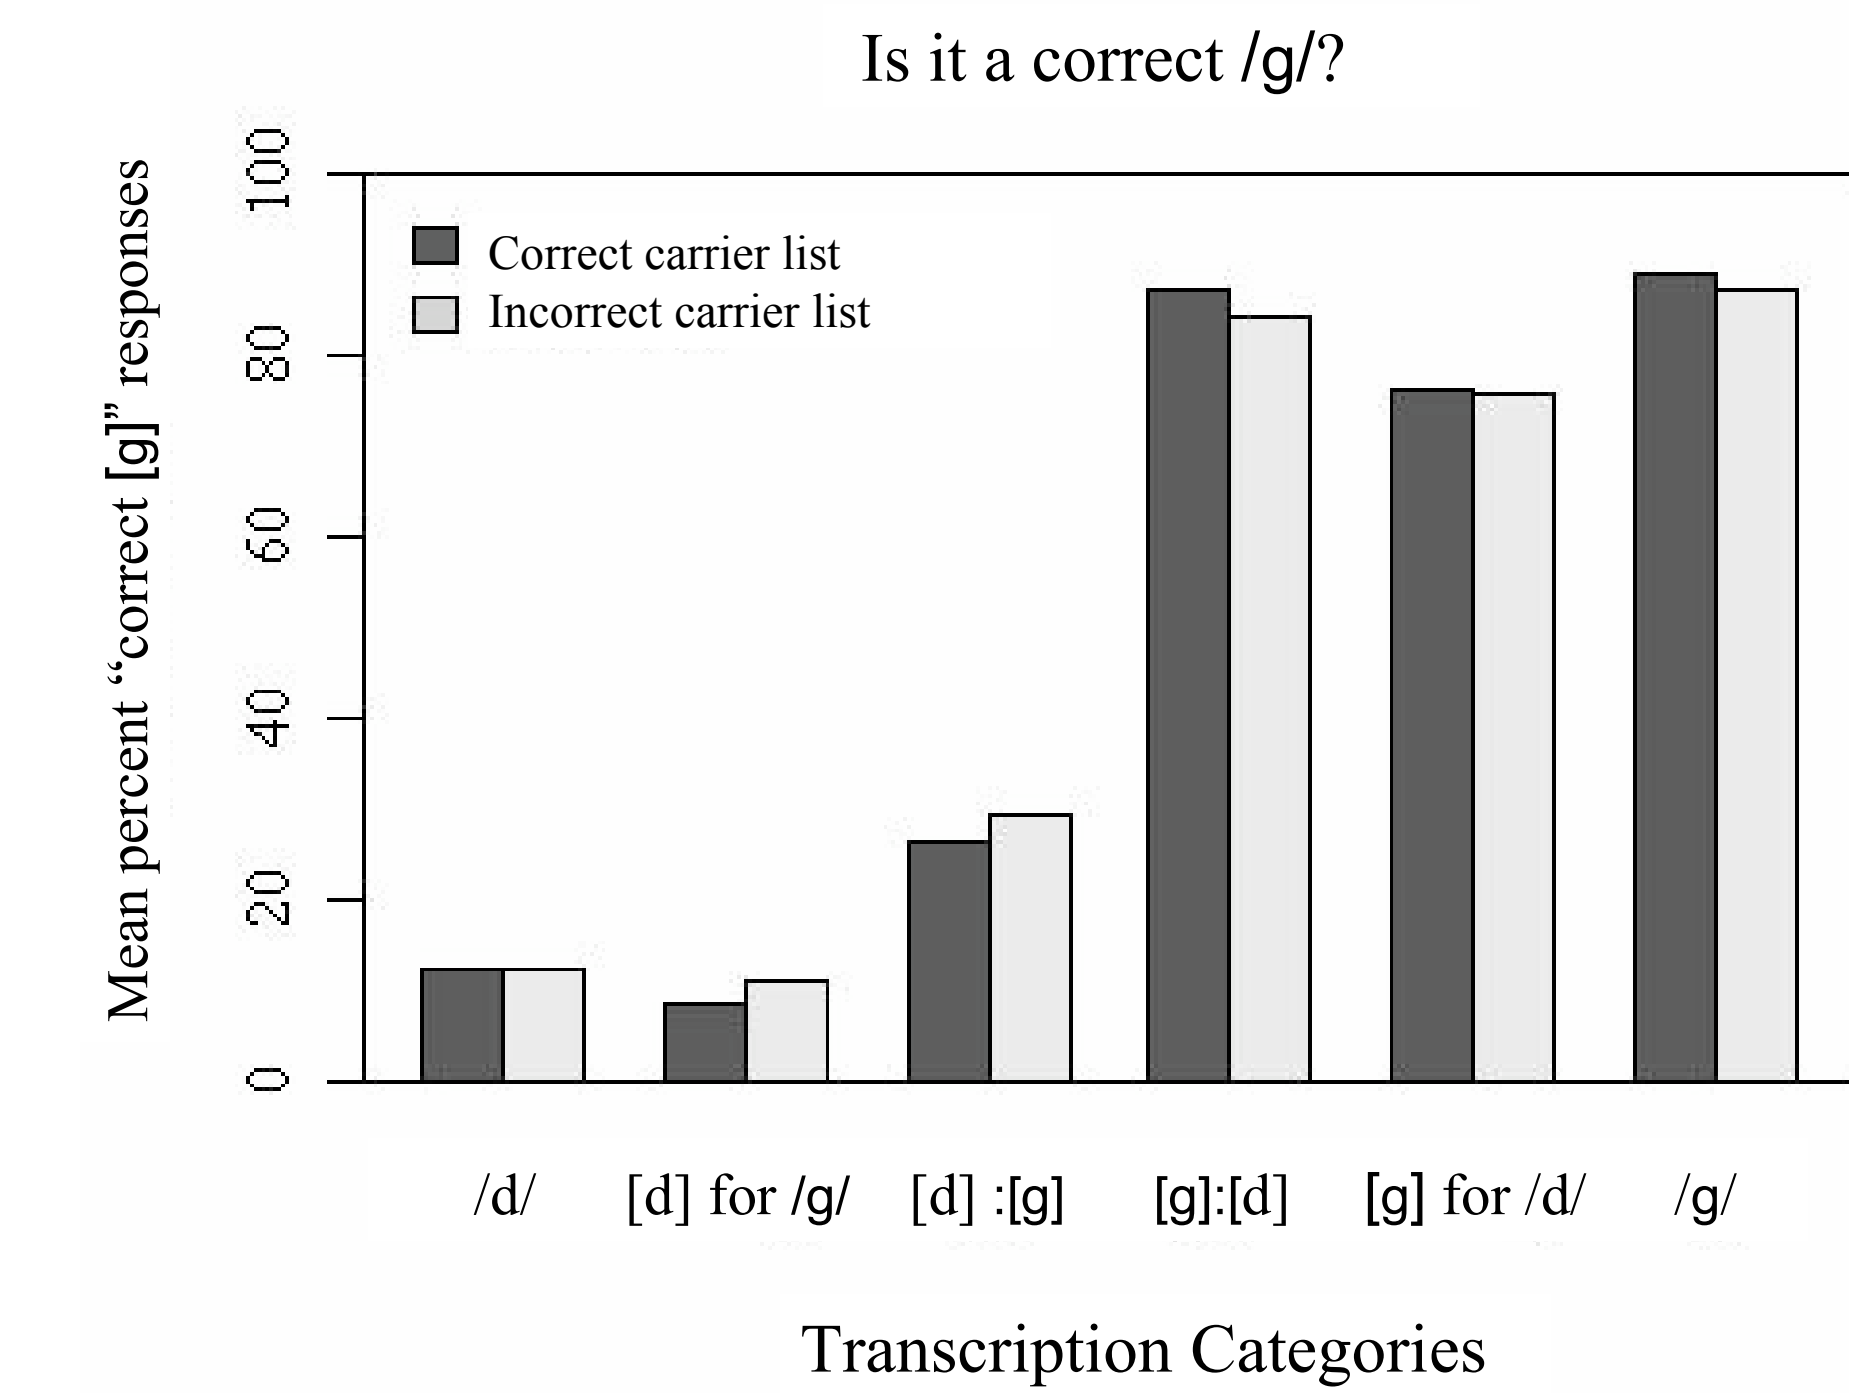 Is it a correct /g/?
Mean percent “correct [g]” responses
100
80
60
40
20
0
Correct carrier list
Incorrect carrier list
/d/
[d] for /g/
[d] :[g]
[g]:[d]
[g] for /d/
/g/
Transcription Categories